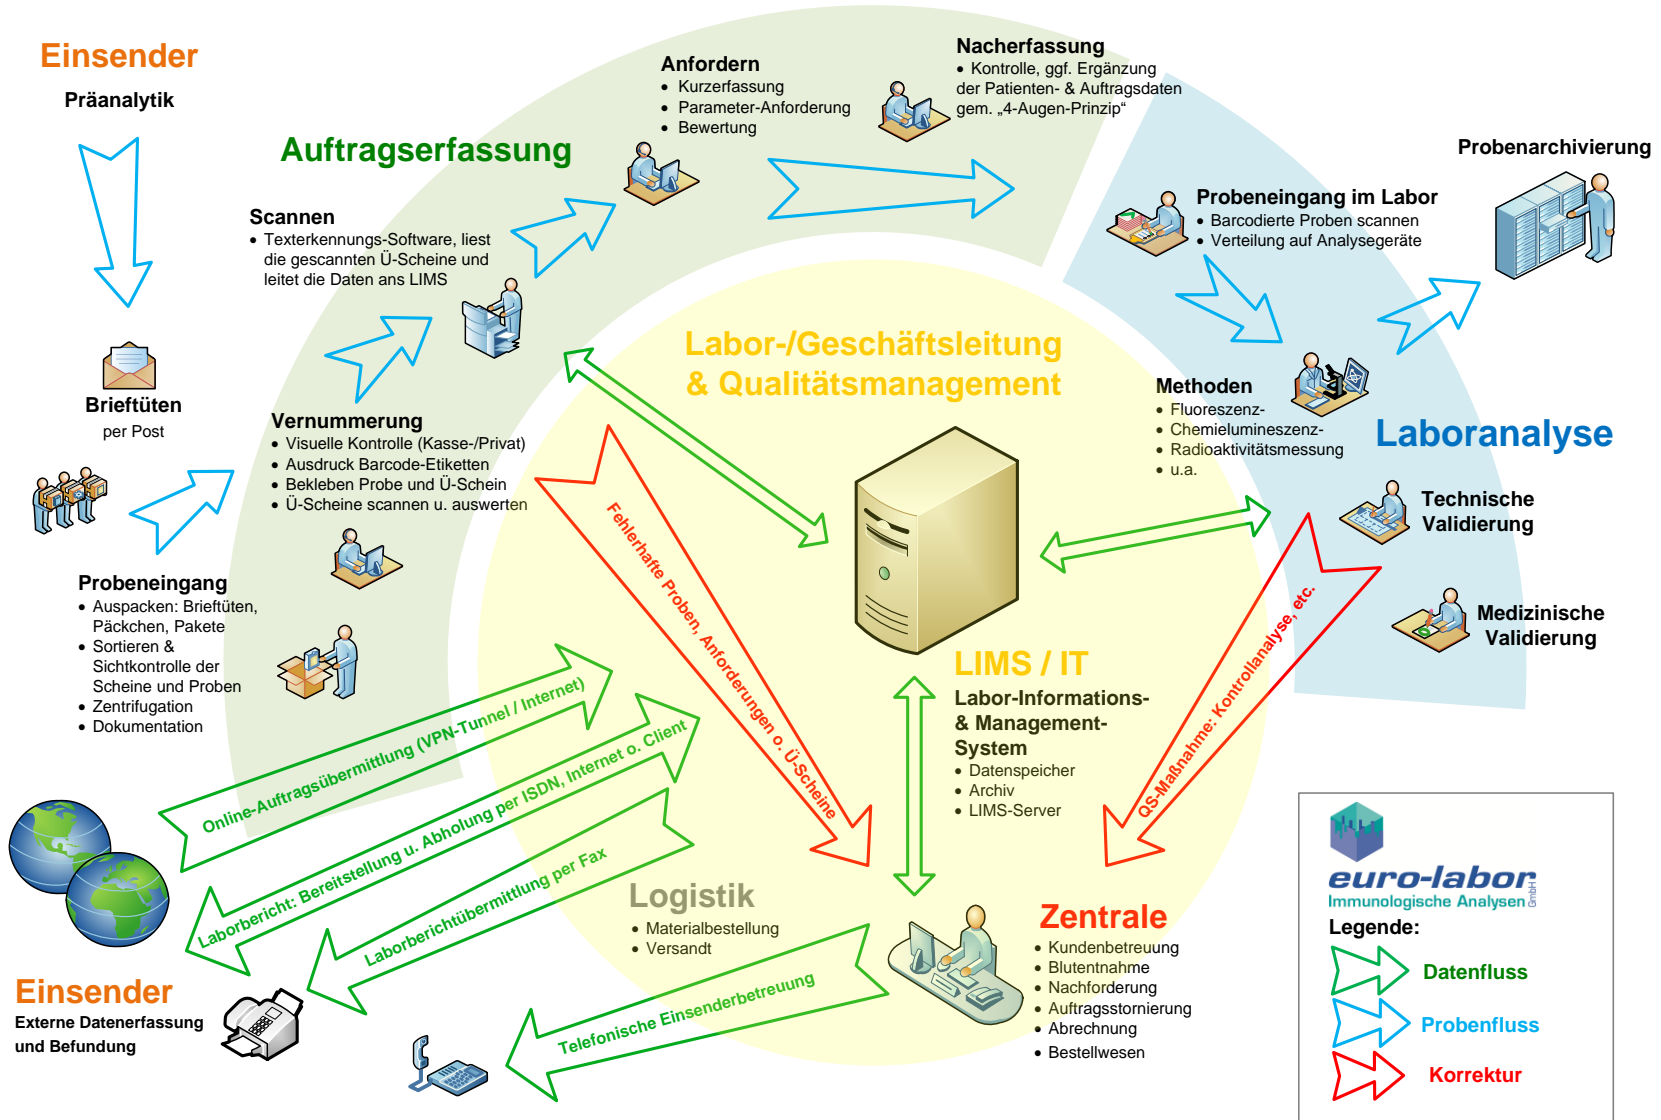 Einsender
Präanalytik
Brieftüten
per Post
Probeneingang
• Auspacken: Brieftüten,
Päckchen, Pakete
• Sortieren &
Sichtkontrolle der
Scheine und Proben
• Zentrifugation
• Dokumentation
Auftragserfassung
Scannen
• Texterkennungs-Software, liest
die gescannten Ü-Scheine und
leitet die Daten ans LIMS
Vernummerung
• Visuelle Kontrolle (Kasse-/Privat)
• Ausdruck Barcode-Etiketten
• Bekleben Probe und Ü-Schein
• Ü-Scheine scannen u. auswerten
Anfordern
• Kurzerfassung
• Parameter-Anforderung
• Bewertung
Nacherfassung
• Kontrolle, ggf. Ergänzung
der Patienten- & Auftragsdaten
gem. „4-Augen-Prinzip“
Probeneingang im Labor
• Barcodierte Proben scannen
• Verteilung auf Analysegeräte
Probenarchivierung
Methoden
• Fluoreszenz-
• Chemielumineszenz-
• Radioaktivitätsmessung
• u.a.
Laboranalyse
Technische
Validierung
Medizinische
Validierung
Labor-/Geschäftsleitung
& Qualitätsmanagement
LIMS / IT
Labor-Informations-
& Management-
System
• Datenspeicher
• Archiv
• LIMS-Server
Fehlerhafte Proben, Anforderungen o. Ü-Scheine
QS-Maßnahme: Kontrollanalyse, etc.
Online-Auftragsübermittlung (VPN-Tunnel / Internet)
Laborbericht: Bereitstellung u. Abholung per ISDN, Internet o. Client
Laborberichtübermittlung per Fax
Telefonische Einsenderbetreuung
Logistik
• Materialbestellung
• Versandt
Zentrale
• Kundenbetreuung
• Blutentnahme
• Nachforderung
• Auftragsstornierung
• Abrechnung
• Bestellwesen
Einsender
Externe Datenerfassung
und Befundung
euro-labor GmbH
Immunologische Analysen
Legende:
Datenfluss
Probenfluss
Korrektur